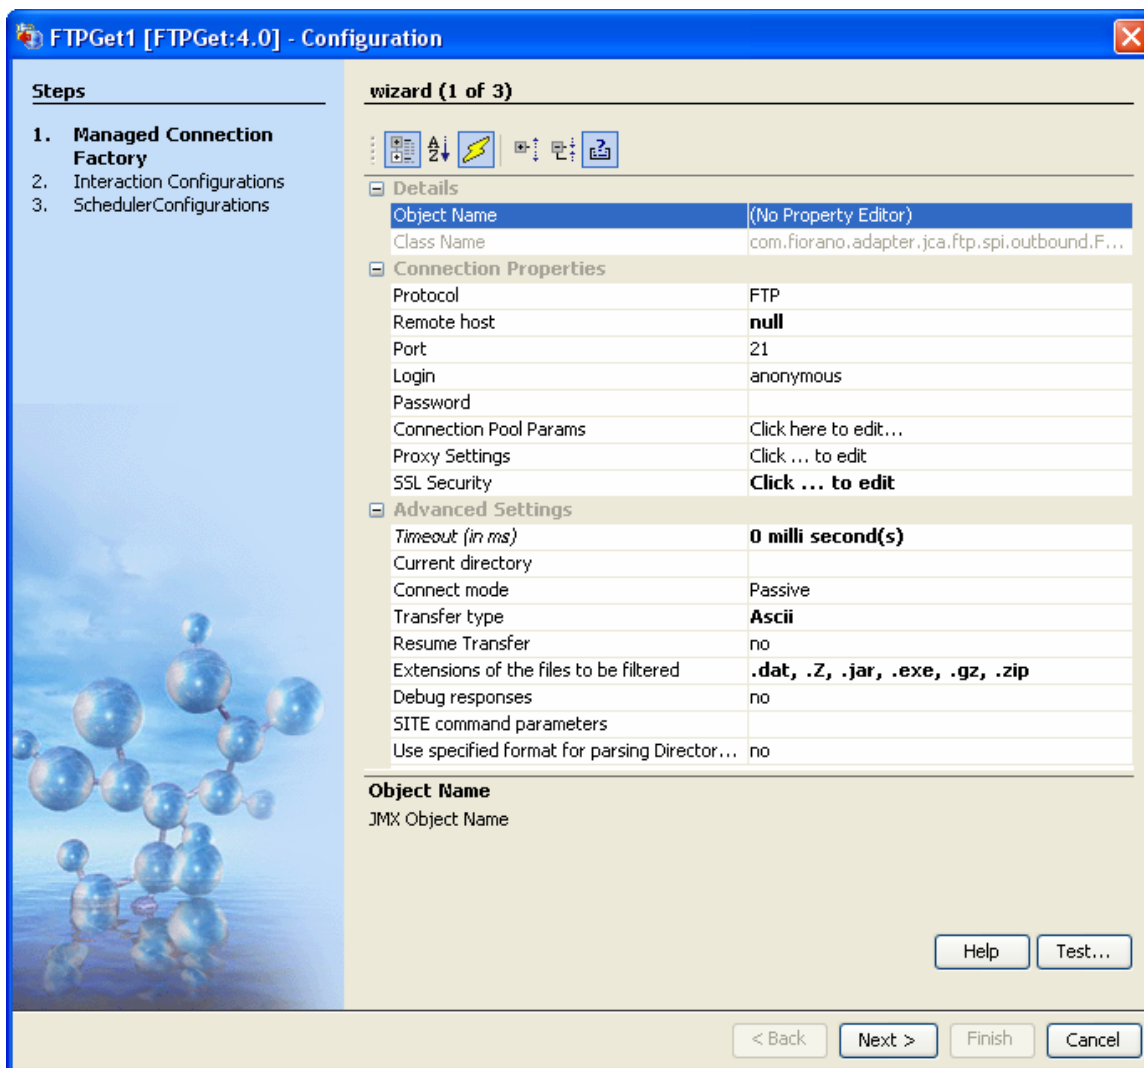 FTPGet1 [FTPGet:4.0] - Configuration
Steps
1. Managed Connection
Factory
2. Interaction Configurations
3. SchedulerConfigurations
wizard (1 of 3)
Details
Object Name (No Property Editor)
Class Name com.fiorano.adapter.jca.ftp.spi.outbound.F...
Connection Properties
Protocol FTP
Remote host null
Port 21
Login anonymous
Password
Connection Pool Params Click here to edit...
Proxy Settings Click ... to edit
SSL Security Click ... to edit
Advanced Settings
Timeout (in ms) 0 milli second(s)
Current directory
Connect mode Passive
Transfer type Ascii
Resume Transfer no
Extensions of the files to be filtered .dat, .Z, .jar, .exe, .gz, .zip
Debug responses no
SITE command parameters
Use specified format for parsing Director... no
Object Name
JMX Object Name
Help Test...
< Back Next > Finish Cancel